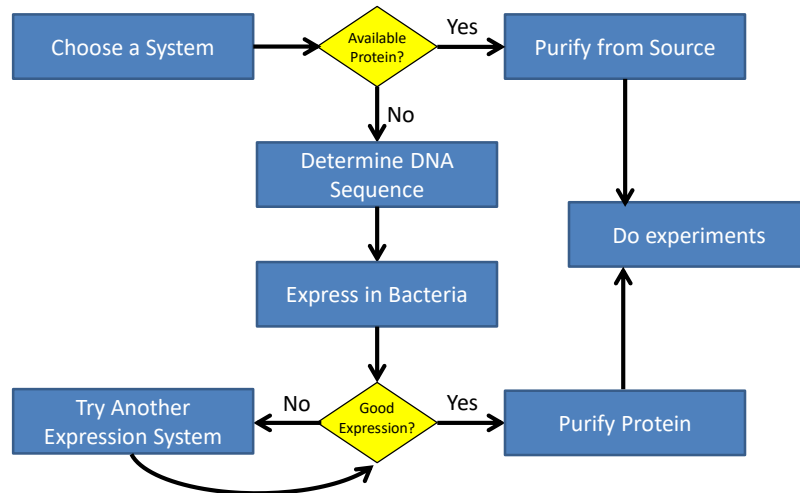 Choose a System
Available
Protein?
Yes
Purify from Source
No
Determine DNA
Sequence
Do experiments
Express in Bacteria
Try Another
Expression System
No
Good
Expression?
Yes
Purify Protein